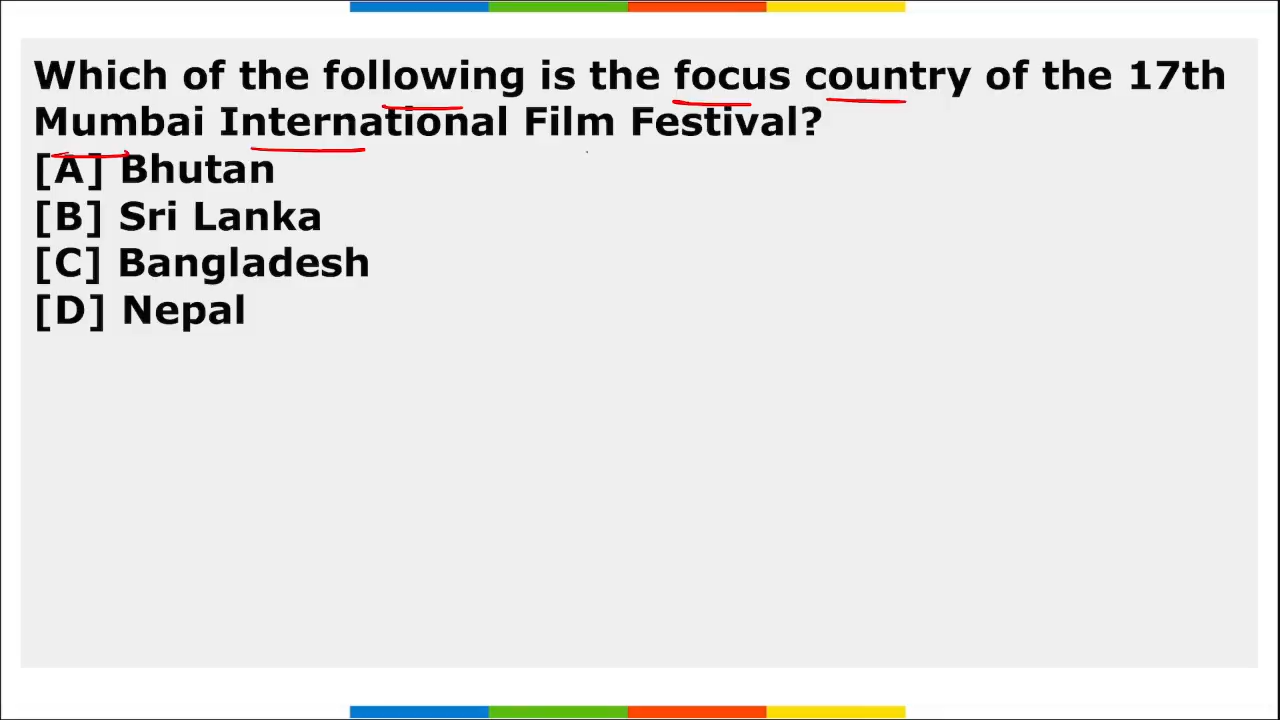 Which of the following is the focus country of the 17th
Mumbai International Film Festival?
[A] Bhutan
[B] Sri Lanka
[C] Bangladesh
[D] Nepal